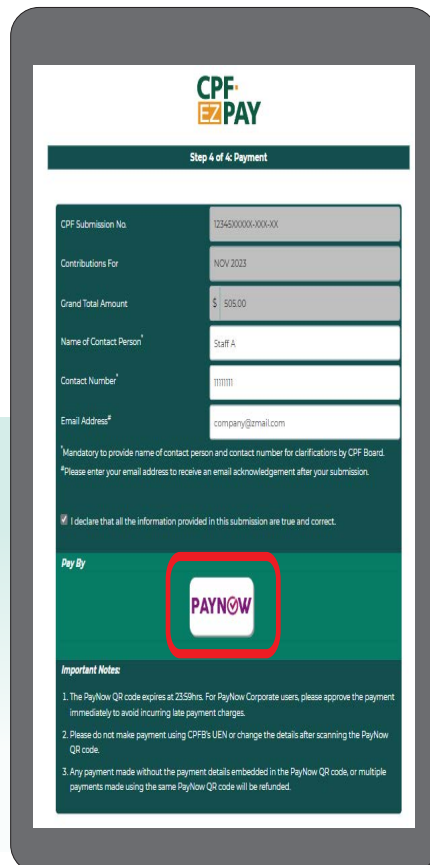 CPF
EZPAY
Step 4 of 4: Payment
CPF Submission No. 12345XXXXX-XXX-XX
Contributions For NOV 2023
Grand Total Amount $ 505.00
Name of Contact Person* Staff A
Contact Number* 11111111
Email Address# company@zmail.com
*Mandatory to provide name of contact person and contact number for clarifications by CPF Board.
#Please enter your email address to receive an email acknowledgement after your submission.
I declare that all the information provided in this submission are true and correct.
Pay By
PAYNOW
Important Notes:
1. The PayNow QR code expires at 23:59hrs. For PayNow Corporate users, please approve the payment
immediately to avoid incurring late payment charges.
2. Please do not make payment using CPFB's UEN or change the details after scanning the PayNow
QR code.
3. Any payment made without the payment details embedded in the PayNow QR code, or multiple
payments made using the same PayNow QR code will be refunded.